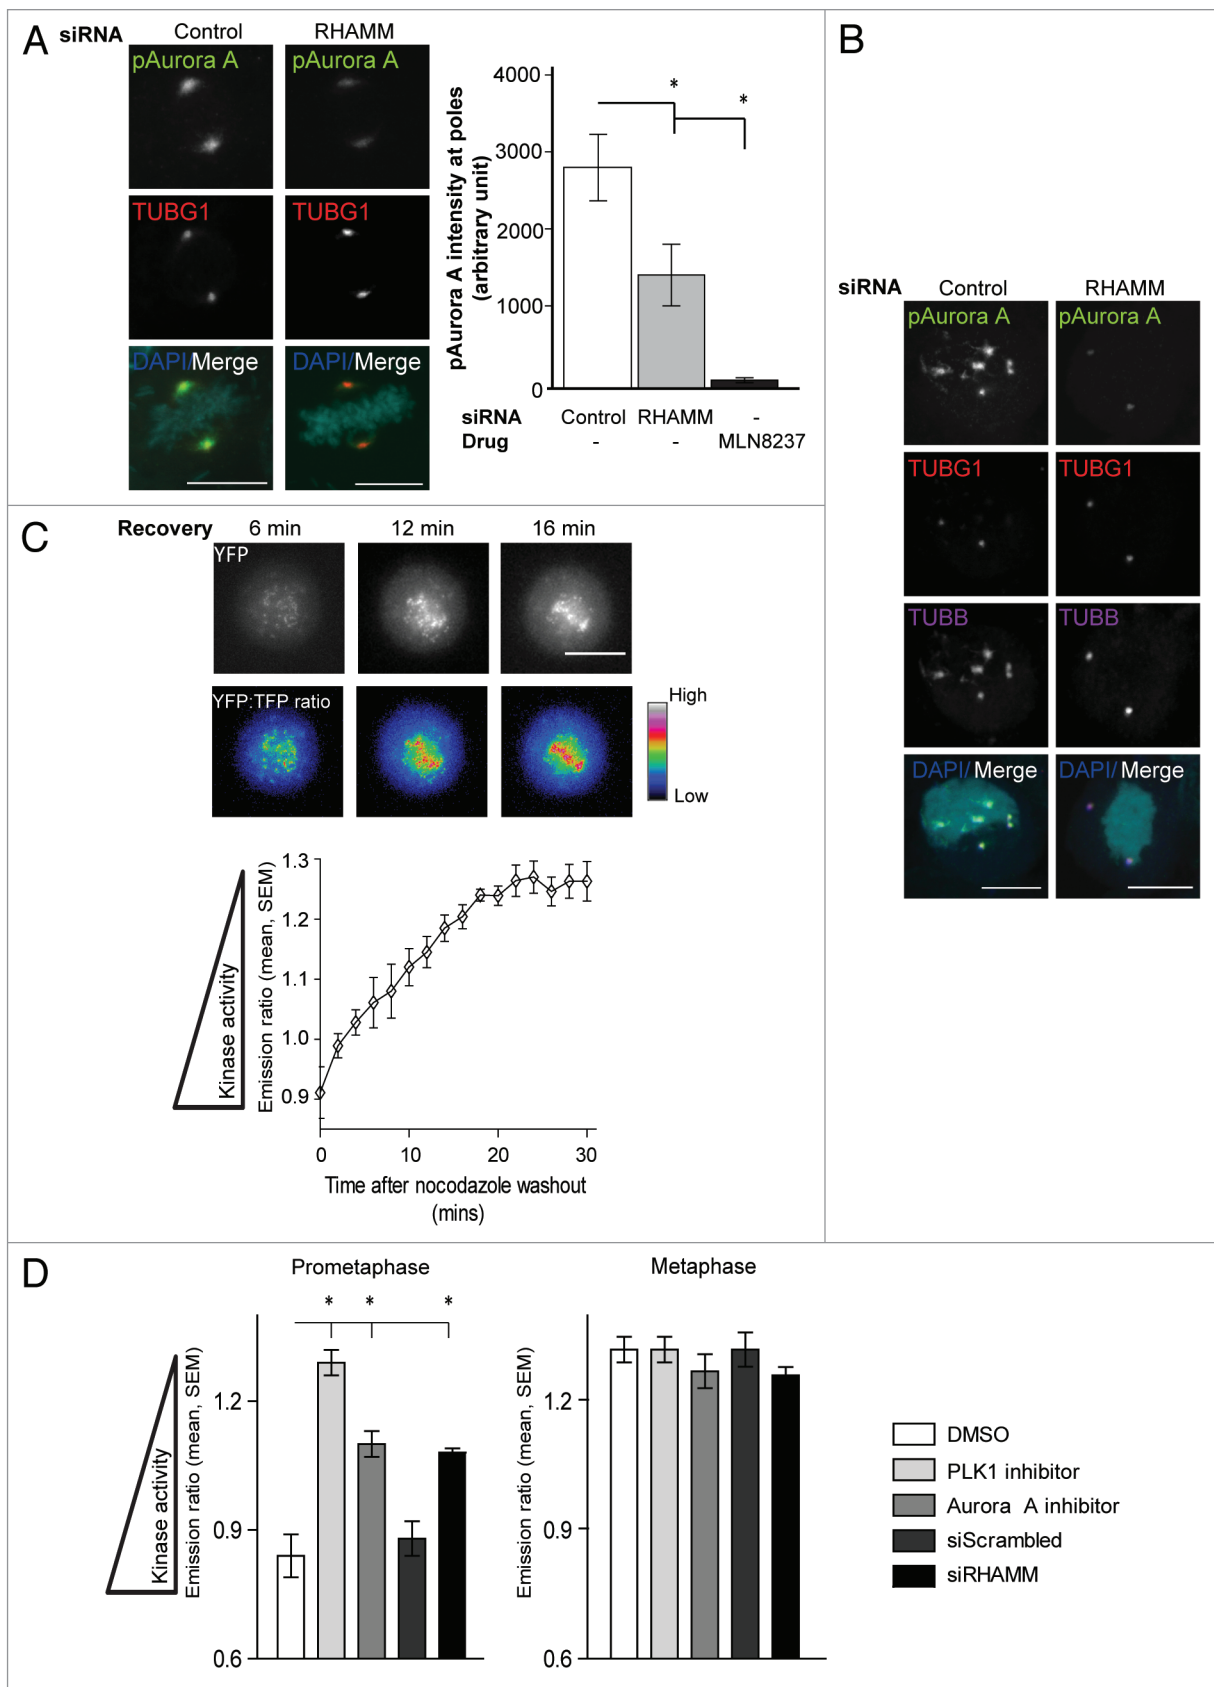 A
siRNA Control RHAMM
pAurora A pAurora A
TUBG1 TUBG1
DAPI/Merge DAPI/Merge
pAurora A intensity at poles
(arbitrary unit)
4000
3000
2000
1000
0
* *
siRNA Control RHAMM -
Drug - - MLN8237
B
siRNA Control RHAMM
pAurora A pAurora A
TUBG1 TUBG1
TUBB TUBB
DAPI/Merge DAPI/Merge
C
Recovery 6 min 12 min 16 min
YFP
YFP:TFP ratio
High
Low
Kinase activity
Emission ratio (mean, SEM)
1.3
1.2
1.1
1.0
0.9
0 10 20 30
Time after nocodazole washout
(mins)
D
Prometaphase
* * *
Kinase activity
Emission ratio (mean, SEM)
1.2
0.9
0.6
Metaphase
Emission ratio (mean, SEM)
1.2
0.9
0.6
DMSO
PLK1 inhibitor
Aurora A inhibitor
siScrambled
siRHAMM